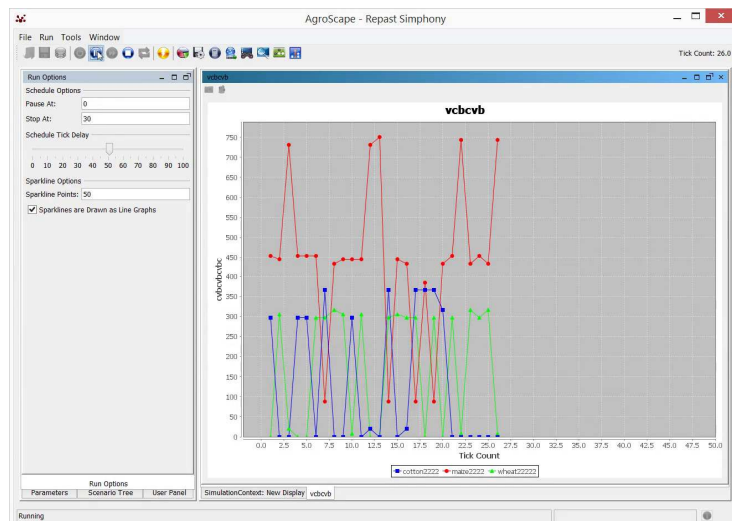 AgroScape - Repast Simphony
File Run Tools Window
Tick Count: 26.0
Run Options
Schedule Options
Pause At: 0
Stop At: 30
Schedule Tick Delay
0 10 20 30 40 50 60 70 80 90 100
Sparkline Options
Sparkline Points: 50
Sparklines are Drawn as Line Graphs
Run Options
Parameters Scenario Tree User Panel
vcbcvb
vcbcvb
cvbcvbcvbc
750
700
650
600
550
500
450
400
350
300
250
200
150
100
50
0
0.0 2.5 5.0 7.5 10.0 12.5 15.0 17.5 20.0 22.5 25.0 27.5 30.0 32.5 35.0 37.5 40.0 42.5 45.0 47.5 50.0
Tick Count
cotton2222 maize2222 wheat22222
SimulationContext: New Display vcbcvb
Running